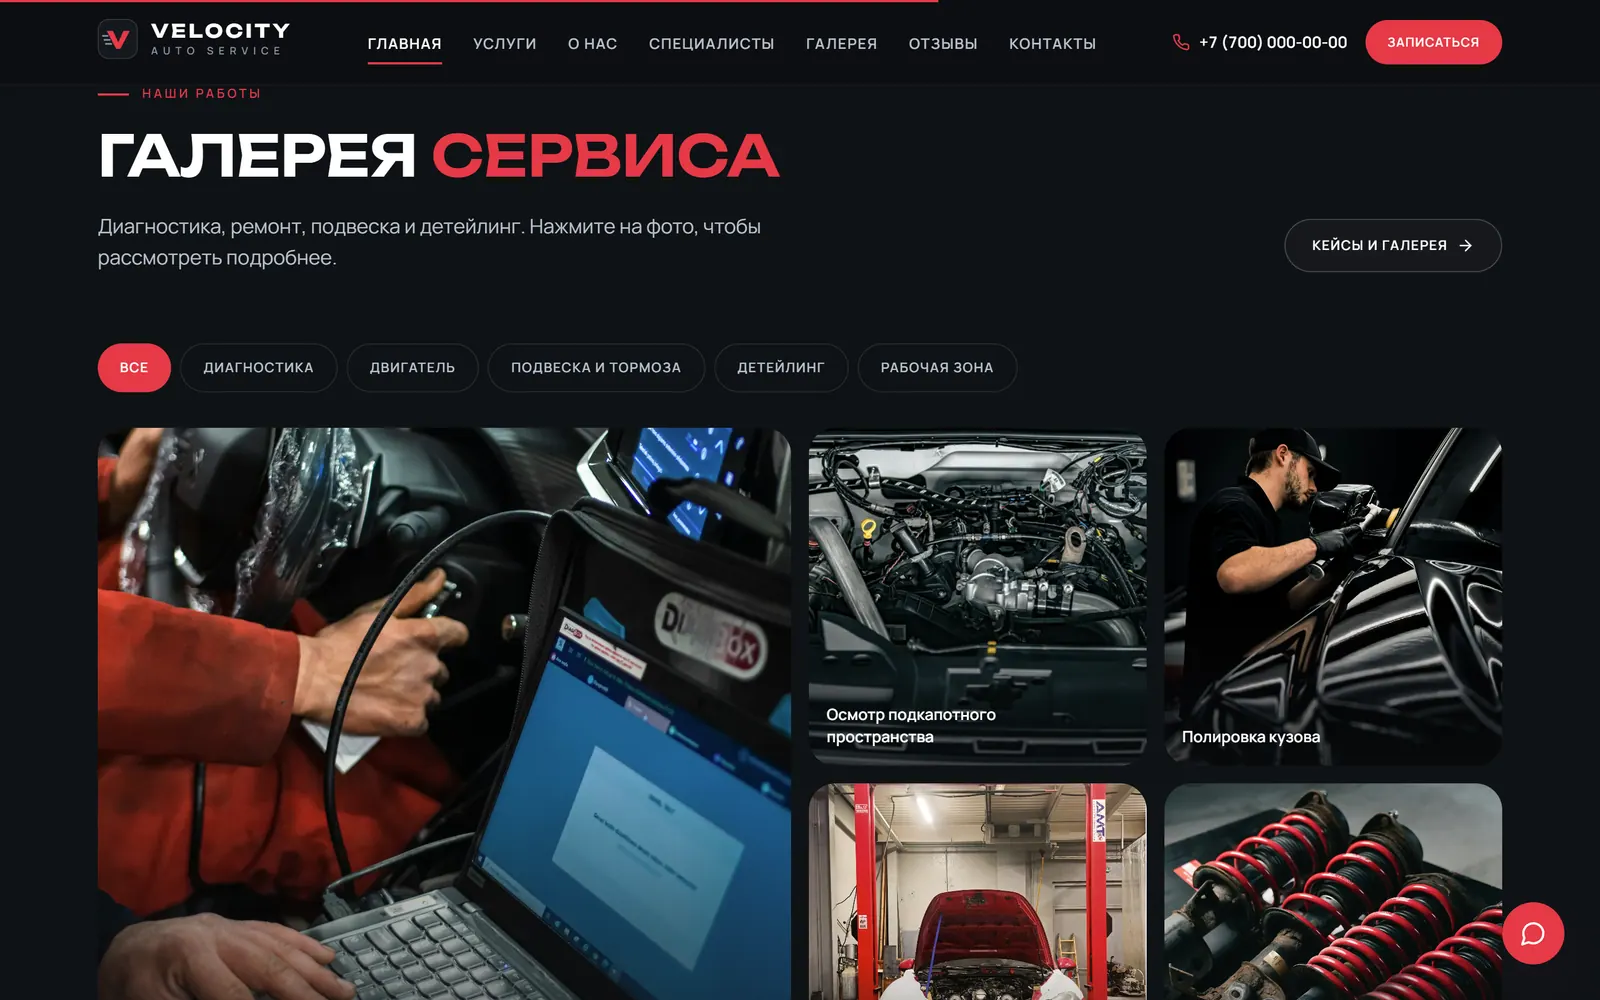 VELOCITY
AUTO SERVICE
ГЛАВНАЯ
УСЛУГИ
О НАС
СПЕЦИАЛИСТЫ
ГАЛЕРЕЯ
ОТЗЫВЫ
КОНТАКТЫ
+7 (700) 000-00-00
ЗАПИСАТЬСЯ
НАШИ РАБОТЫ
ГАЛЕРЕЯ СЕРВИСА
Диагностика, ремонт, подвеска и детейлинг. Нажмите на фото, чтобы
рассмотреть подробнее.
КЕЙСЫ И ГАЛЕРЕЯ
ВСЕ
ДИАГНОСТИКА
ДВИГАТЕЛЬ
ПОДВЕСКА И ТОРМОЗА
ДЕТЕЙЛИНГ
РАБОЧАЯ ЗОНА
Осмотр подкапотного
пространства
Полировка кузова
AMT